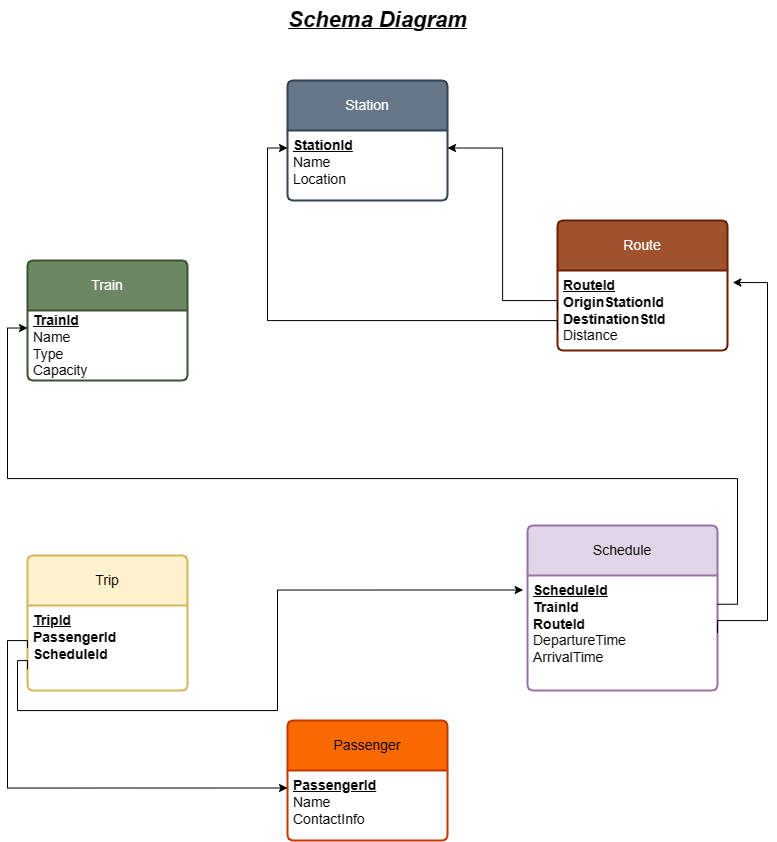 Schema Diagram
Station
StationId
Name
Location
Route
RouteId
OriginStationId
DestinationStId
Distance
Train
TrainId
Name
Type
Capacity
Schedule
ScheduleId
TrainId
RouteId
DepartureTime
ArrivalTime
Trip
TripId
PassengerId
ScheduleId
Passenger
PassengerId
Name
ContactInfo